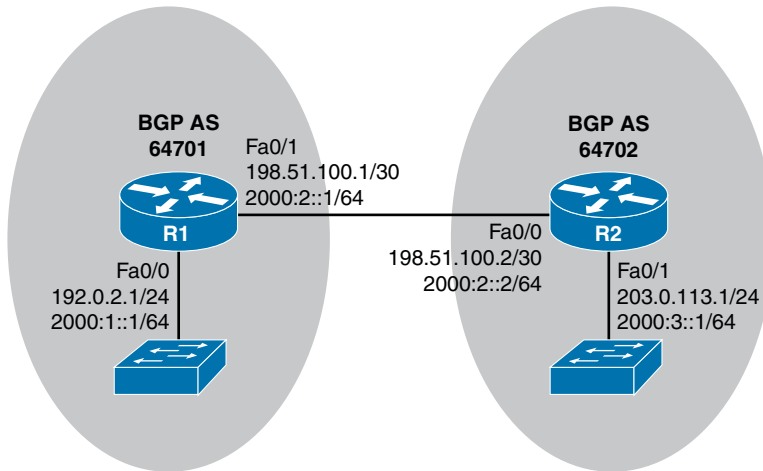 BGP AS
64701
Fa0/1
198.51.100.1/30
2000:2::1/64
R1
Fa0/0
192.0.2.1/24
2000:1::1/64
BGP AS
64702
R2
Fa0/0
198.51.100.2/30
2000:2::2/64
Fa0/1
203.0.113.1/24
2000:3::1/64